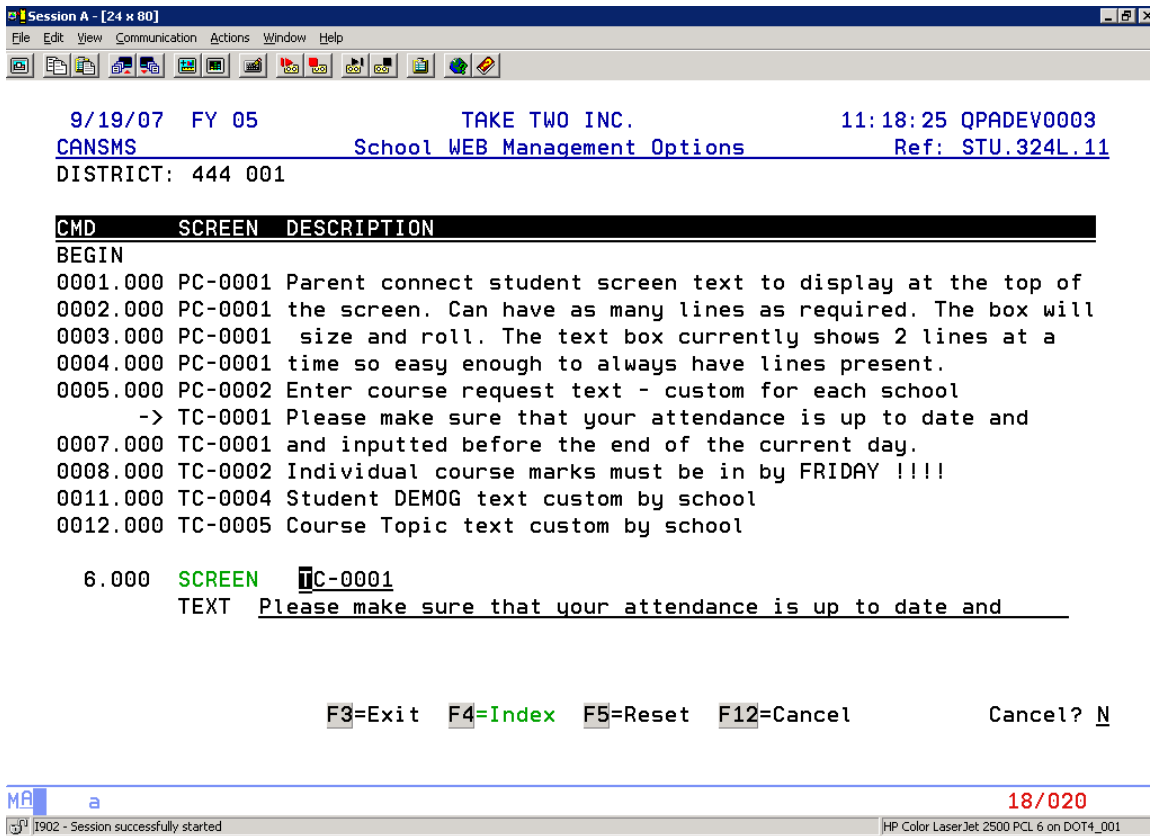 Session A - [24 x 80]
File Edit View Communication Actions Window Help
9/19/07 FY 05 TAKE TWO INC. 11:18:25 QPADEV0003
CANSMS School WEB Management Options Ref: STU.324L.11
DISTRICT: 444 001
CMD SCREEN DESCRIPTION
BEGIN
0001.000 PC-0001 Parent connect student screen text to display at the top of
0002.000 PC-0001 the screen. Can have as many lines as required. The box will
0003.000 PC-0001 size and roll. The text box currently shows 2 lines at a
0004.000 PC-0001 time so easy enough to always have lines present.
0005.000 PC-0002 Enter course request text - custom for each school
-> TC-0001 Please make sure that your attendance is up to date and
0007.000 TC-0001 and inputted before the end of the current day.
0008.000 TC-0002 Individual course marks must be in by FRIDAY !!!!
0011.000 TC-0004 Student DEMOG text custom by school
0012.000 TC-0005 Course Topic text custom by school
6.000 SCREEN TC-0001
TEXT Please make sure that your attendance is up to date and
F3=Exit F4=Index F5=Reset F12=Cancel Cancel? N
MA a 18/020
I902 - Session successfully started HP Color LaserJet 2500 PCL 6 on DOT4_001